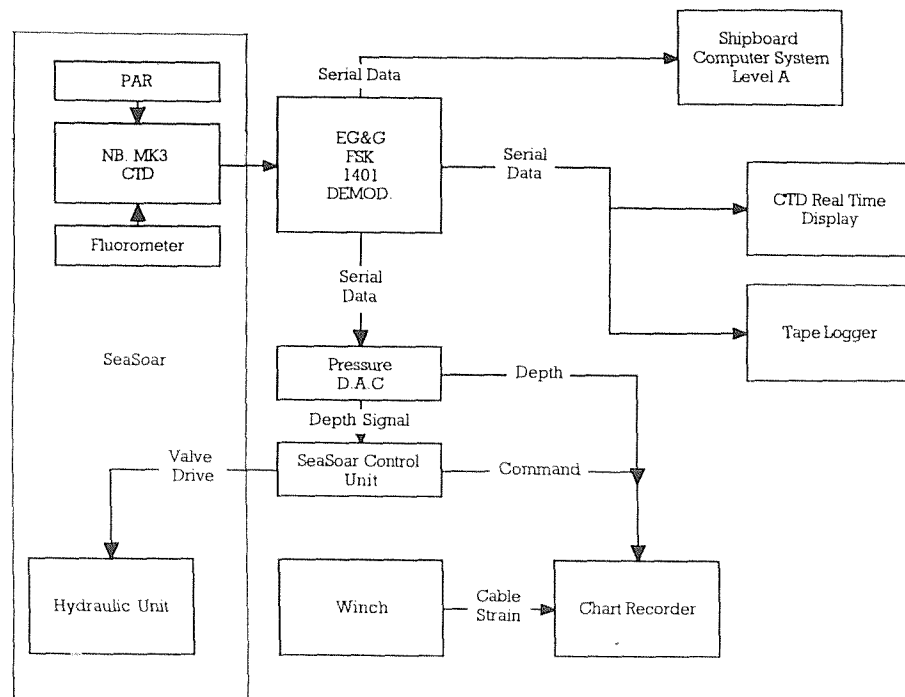 Shipboard
Computer System
Level A
Serial Data
PAR
NB. MK3
CTD
EG&G
FSK
1401
DEMOD.
Serial
Data
CTD Real Time
Display
Fluorometer
Serial
Data
Tape Logger
SeaSoar
Pressure
D.A.C
Depth
Depth Signal
Valve
Drive
SeaSoar Control
Unit
Command
Hydraulic Unit
Winch
Cable
Strain
Chart Recorder